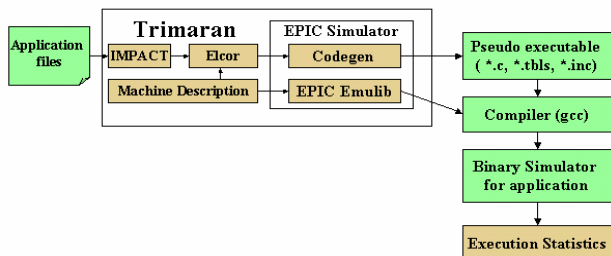 Trimaran
EPIC Simulator
Application
files
IMPACT
Elcor
Codegen
Machine Description
EPIC Emulib
Pseudo executable
( *.c, *.tbls, *.inc)
Compiler (gcc)
Binary Simulator
for application
Execution Statistics